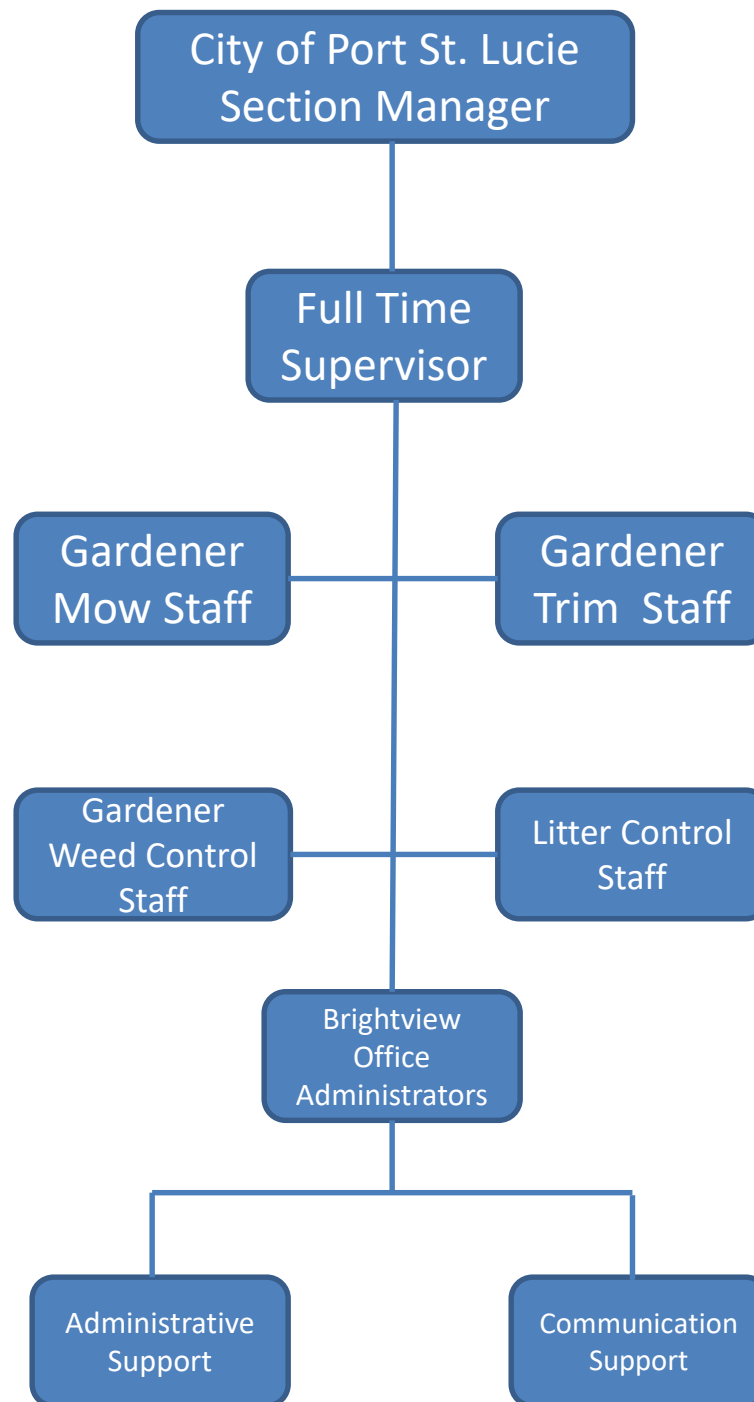 City of Port St. Lucie
Section Manager
Full Time
Supervisor
Gardener
Mow Staff
Gardener
Trim  Staff
Gardener
Weed Control
Staff
Litter Control
Staff
Brightview
Office
Administrators
Administrative
Support
Communication
Support